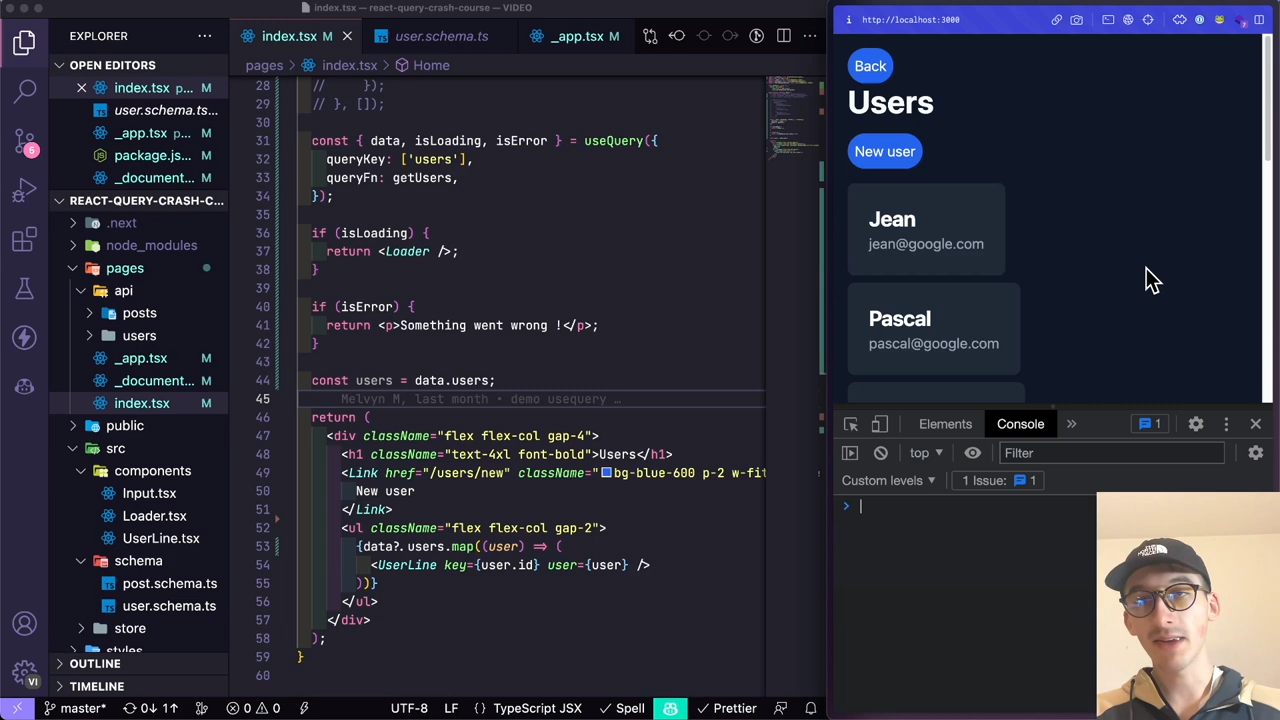 index.tsx — react-query-crash-course — VIDEO
http://localhost:3000
EXPLORER
index.tsx M
user.schema.ts
_app.tsx M
OPEN EDITORS
index.tsx M
user.schema.ts
_app.tsx ... M
package.js... M
_document.... M
REACT-QUERY-CRASH-C...
.next
node_modules
pages
api
posts
users
_app.tsx M
_document.... M
index.tsx M
public
src
components
Input.tsx
Loader.tsx
UserLine.tsx
schema
post.schema.ts
user.schema.ts
store
styles
OUTLINE
TIMELINE
5
VI
pages > index.tsx > Home
28 // });
29 // }, []);
30
31 const { data, isLoading, isError } = useQuery({
32 queryKey: ['users'],
33 queryFn: getUsers,
34 });
35
36 if (isLoading) {
37 return <Loader />;
38 }
39
40 if (isError) {
41 return <p>Something went wrong !</p>;
42 }
43
44 const users = data.users;
45 Melvyn M, last month • demo usequery …
46 return (
47 <div className="flex flex-col gap-4">
48 <h1 className="text-4xl font-bold">Users</h1>
49 <Link href="/users/new" className="bg-blue-600 p-2 w-fit
50 New user
51 </Link>
52 <ul className="flex flex-col gap-2">
53 {data?.users.map((user) => (
54 <UserLine key={user.id} user={user} />
55 ))}
56 </ul>
57 </div>
58 );
59 }
60
Back
Users
New user
Jean
jean@google.com
Pascal
pascal@google.com
Elements
Console
1
top
Filter
Custom levels
1 Issue: 1
THE NORTH FACE
master*
0↓ 1↑
0 0
UTF-8
LF
{} TypeScript JSX
Spell
Prettier